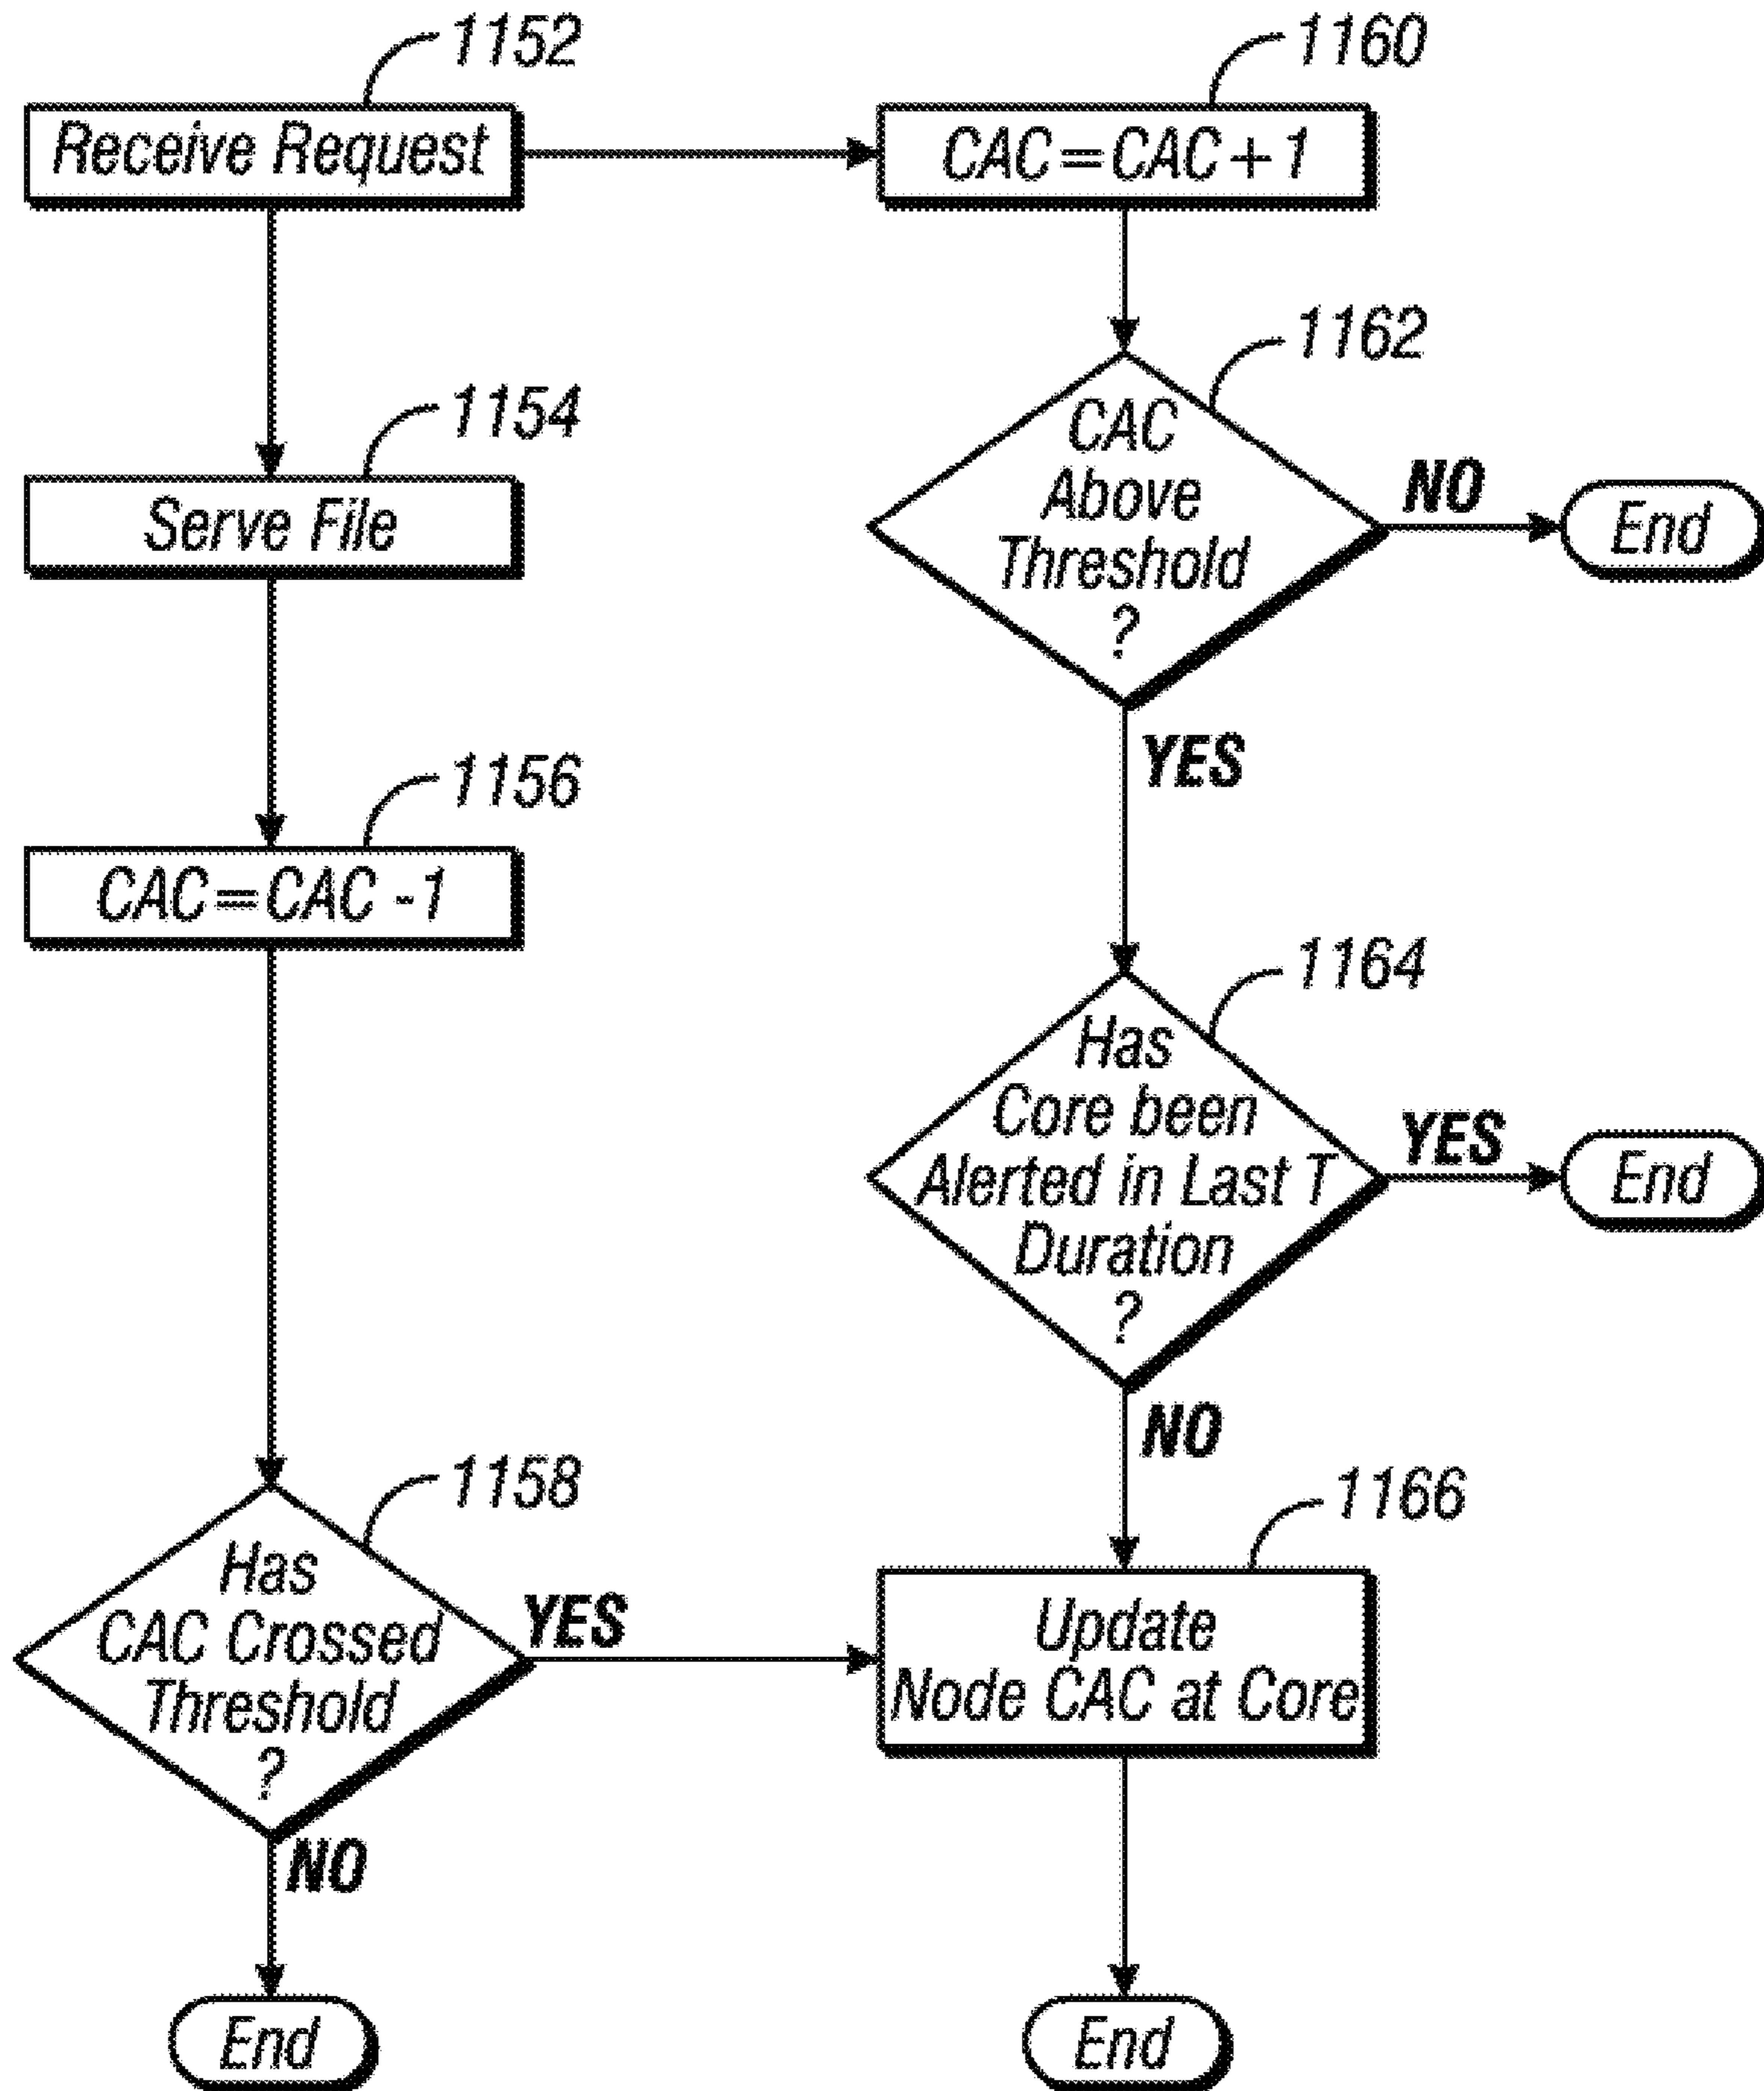 1152
Receive Request
1160
CAC=CAC+1
1162
CAC
Above
Threshold
?
NO
End
YES
1154
Serve File
1156
CAC=CAC -1
1164
Has
Core been
Alerted in Last T
Duration
?
YES
End
NO
1158
Has
CAC Crossed
Threshold
?
YES
NO
End
1166
Update
Node CAC at Core
End